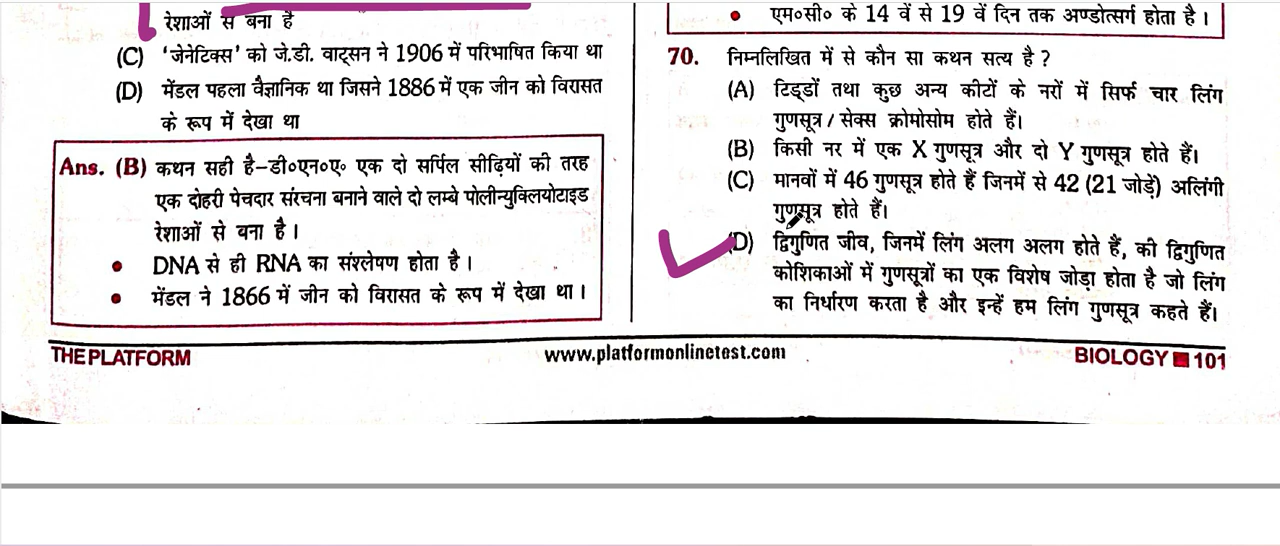 रेशाओं से बना है
(C) 'जेनेटिक्स' को जे.डी. वाट्सन ने 1906 में परिभाषित किया था
(D) मेंडल पहला वैज्ञानिक था जिसने 1886 में एक जीन को विरासत
के रूप में देखा था
Ans. (B) कथन सही है–डी०एन०ए० एक दो सर्पिल सीढ़ियों की तरह
एक दोहरी पेचदार संरचना बनाने वाले दो लम्बे पोलीन्युक्लियोटाइड
रेशाओं से बना है।
• DNA से ही RNA का संश्लेषण होता है।
• मेंडल ने 1866 में जीन को विरासत के रूप में देखा था।
• एम०सी० के 14 वें से 19 वें दिन तक अण्डोत्सर्ग होता है।
70. निम्नलिखित में से कौन सा कथन सत्य है?
(A) टिड्डों तथा कुछ अन्य कीटों के नरों में सिर्फ चार लिंग
गुणसूत्र / सेक्स क्रोमोसोम होते हैं।
(B) किसी नर में एक X गुणसूत्र और दो Y गुणसूत्र होते हैं।
(C) मानवों में 46 गुणसूत्र होते हैं जिनमें से 42 (21 जोड़े) अलिंगी
गुणसूत्र होते हैं।
(D) द्विगुणित जीव, जिनमें लिंग अलग अलग होते हैं, की द्विगुणित
कोशिकाओं में गुणसूत्रों का एक विशेष जोड़ा होता है जो लिंग
का निर्धारण करता है और इन्हें हम लिंग गुणसूत्र कहते हैं।
THE PLATFORM www.platformonlinetest.com BIOLOGY 101